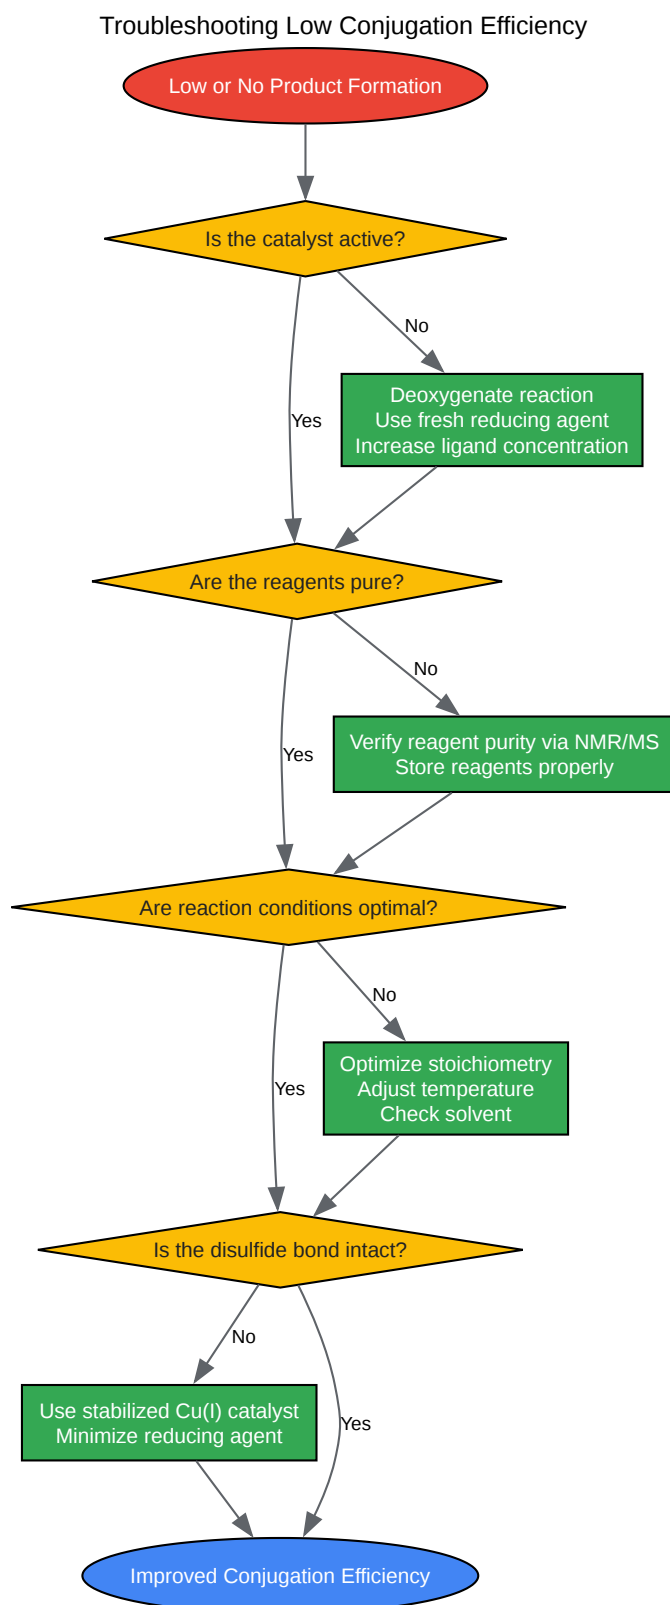 Troubleshooting Low Conjugation Efficiency
Low or No Product Formation
Is the catalyst active?
No
Deoxygenate reaction
Use fresh reducing agent
Increase ligand concentration
Yes
Are the reagents pure?
No
Verify reagent purity via NMR/MS
Store reagents properly
Yes
Are reaction conditions optimal?
No
Optimize stoichiometry
Adjust temperature
Check solvent
Yes
Is the disulfide bond intact?
No
Use stabilized Cu(I) catalyst
Minimize reducing agent
Yes
Improved Conjugation Efficiency